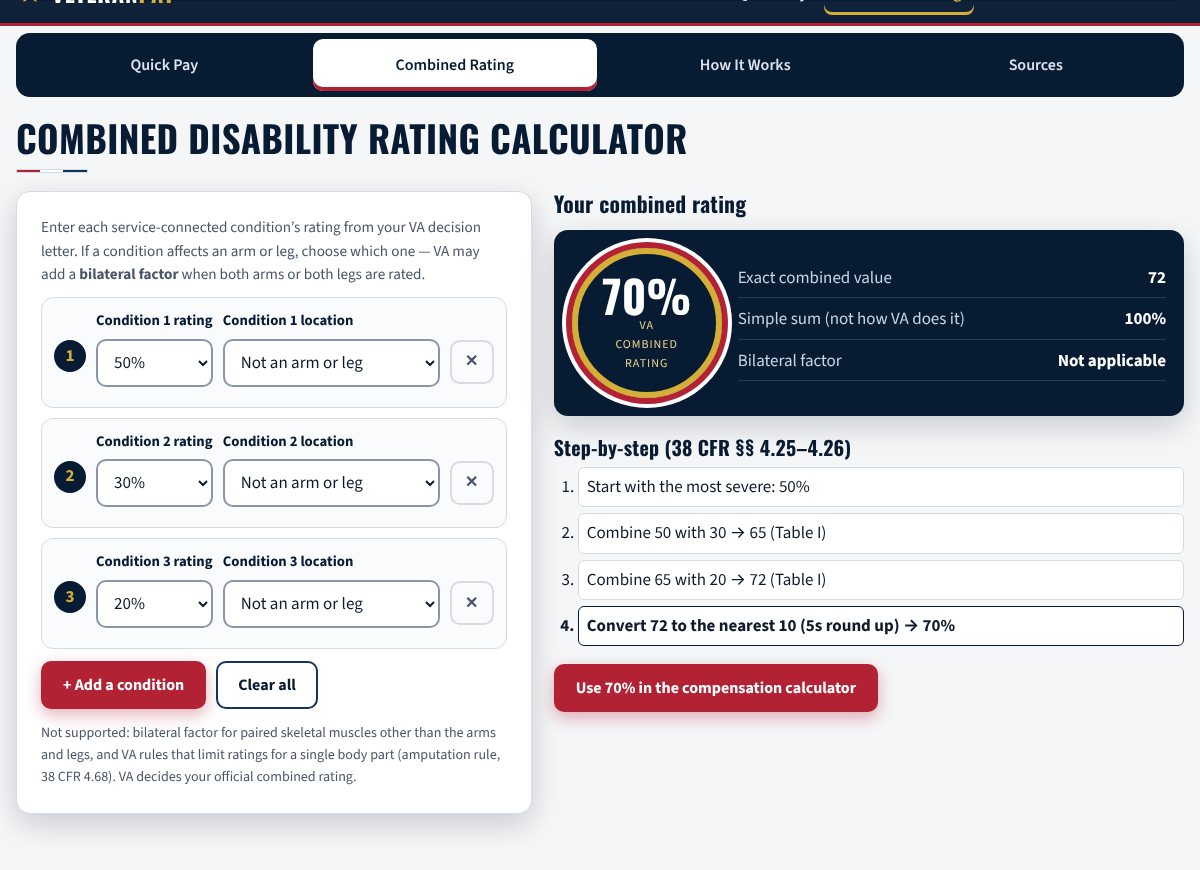 Quick Pay
Combined Rating
How It Works
Sources
COMBINED DISABILITY RATING CALCULATOR
Enter each service-connected condition’s rating from your VA decision
letter. If a condition affects an arm or leg, choose which one — VA may
add a bilateral factor when both arms or both legs are rated.
Condition 1 rating
Condition 1 location
1
50%
Not an arm or leg
✕
Condition 2 rating
Condition 2 location
2
30%
Not an arm or leg
✕
Condition 3 rating
Condition 3 location
3
20%
Not an arm or leg
✕
+ Add a condition
Clear all
Not supported: bilateral factor for paired skeletal muscles other than the arms
and legs, and VA rules that limit ratings for a single body part (amputation rule,
38 CFR 4.68). VA decides your official combined rating.
Your combined rating
70%
VA
COMBINED
RATING
Exact combined value
72
Simple sum (not how VA does it)
100%
Bilateral factor
Not applicable
Step-by-step (38 CFR §§ 4.25–4.26)
1. Start with the most severe: 50%
2. Combine 50 with 30 → 65 (Table I)
3. Combine 65 with 20 → 72 (Table I)
4. Convert 72 to the nearest 10 (5s round up) → 70%
Use 70% in the compensation calculator